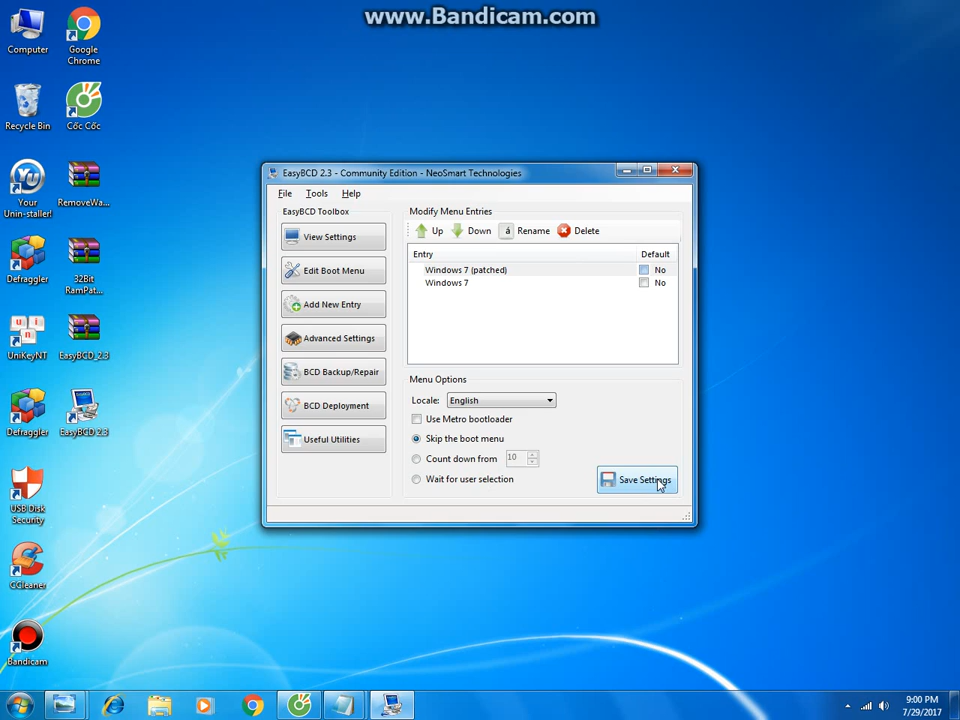 www.Bandicam.com
Computer
Google
Chrome
Recycle Bin
Cốc Cốc
Your
Unin-staller!
RemoveWa...
Defraggler
32Bit
RamPat...
UniKeyNT
EasyBCD_2.3
Defraggler
EasyBCD 2.3
USB Disk
Security
CCleaner
Bandicam
EasyBCD 2.3 - Community Edition - NeoSmart Technologies
File Tools Help
EasyBCD Toolbox
View Settings
Edit Boot Menu
Add New Entry
Advanced Settings
BCD Backup/Repair
BCD Deployment
Useful Utilities
Modify Menu Entries
Up Down á Rename Delete
Entry Default
Windows 7 (patched) No
Windows 7 No
Menu Options
Locale: English
Use Metro bootloader
Skip the boot menu
Count down from 10
Wait for user selection
Save Settings
9:00 PM
7/29/2017